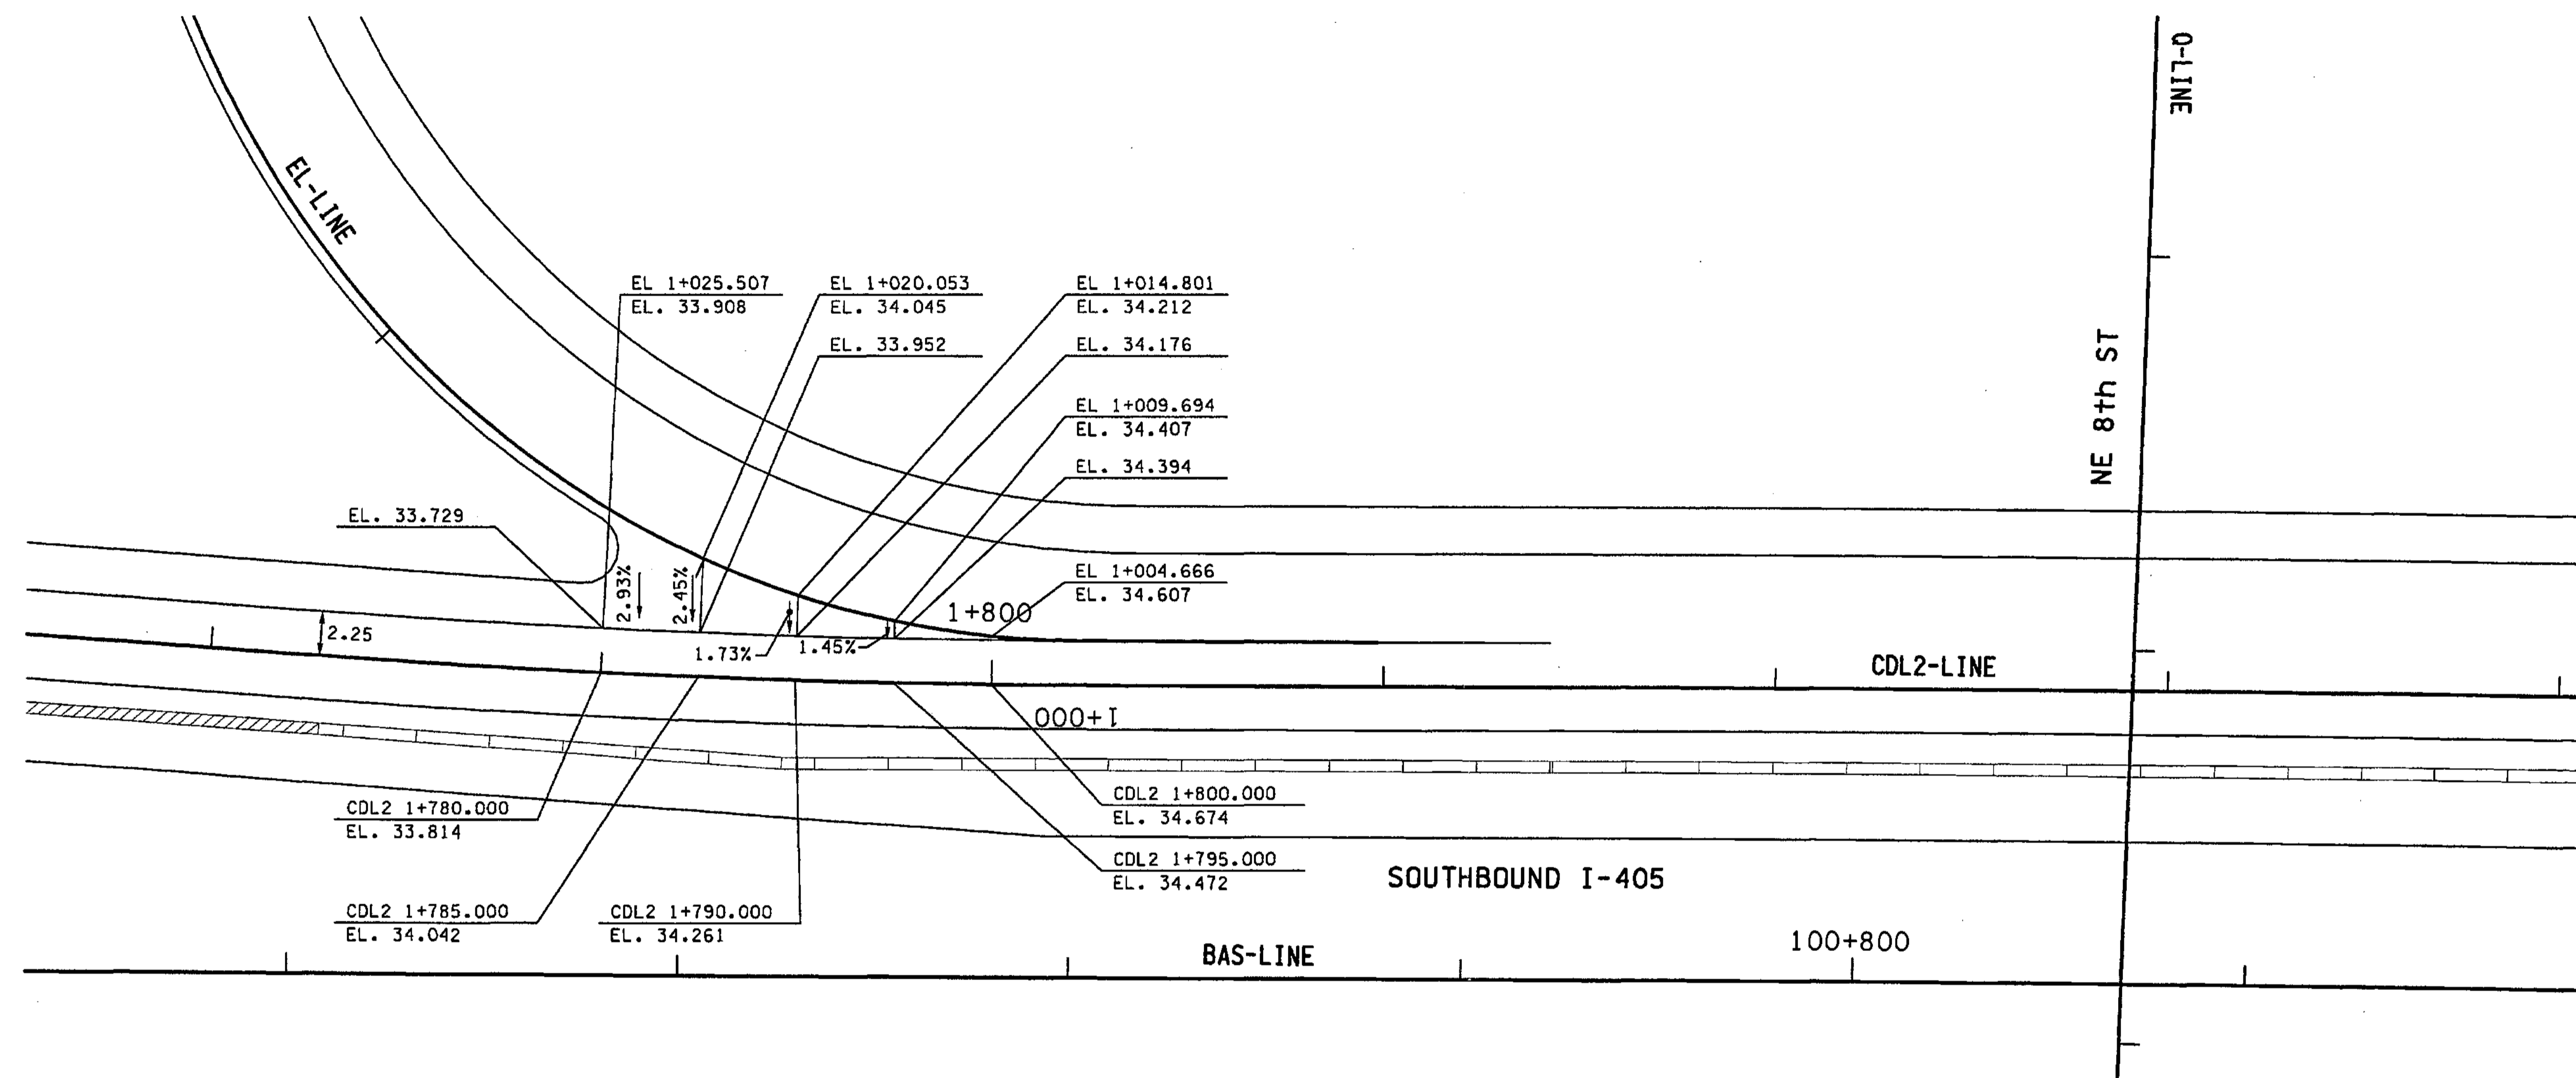 Q-LINE
EL-LINE
EL 1+025.507
EL. 33.908
EL 1+020.053
EL. 34.045
EL. 33.952
EL 1+014.801
EL. 34.212
EL. 34.176
EL 1+009.694
EL. 34.407
EL. 34.394
NE 8th ST
EL. 33.729
EL 1+004.666
EL. 34.607
2.93%
2.45%
1+800
2.25
1.73%
1.45%
CDL2-LINE
1+000
CDL2 1+780.000
EL. 33.814
CDL2 1+800.000
EL. 34.674
CDL2 1+795.000
EL. 34.472
SOUTHBOUND I-405
CDL2 1+785.000
EL. 34.042
CDL2 1+790.000
EL. 34.261
BAS-LINE
100+800